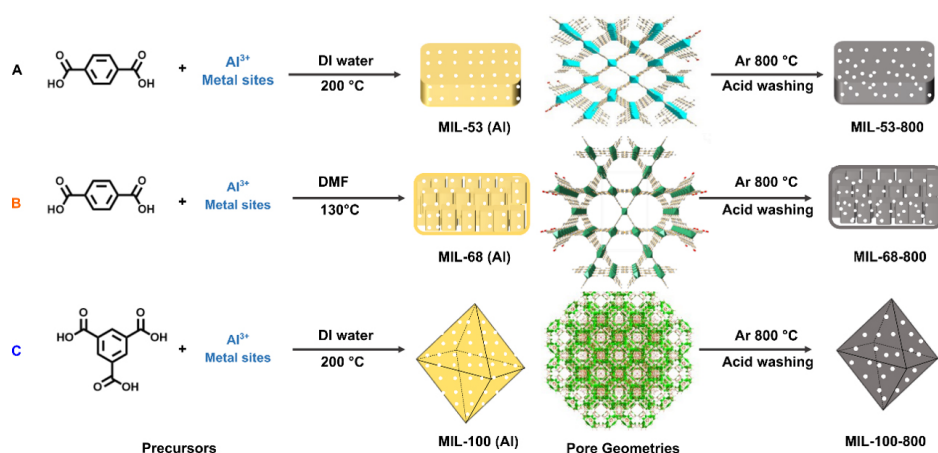 A
O
OH
HO
O
+
Al3+
Metal sites
DI water
200 °C
MIL-53 (Al)
Ar 800 °C
Acid washing
MIL-53-800
B
O
OH
HO
O
+
Al3+
Metal sites
DMF
130°C
MIL-68 (Al)
Ar 800 °C
Acid washing
MIL-68-800
C
O
O
HO
OH
O
OH
+
Al3+
Metal sites
DI water
200 °C
MIL-100 (Al)
Ar 800 °C
Acid washing
MIL-100-800
Precursors
Pore Geometries